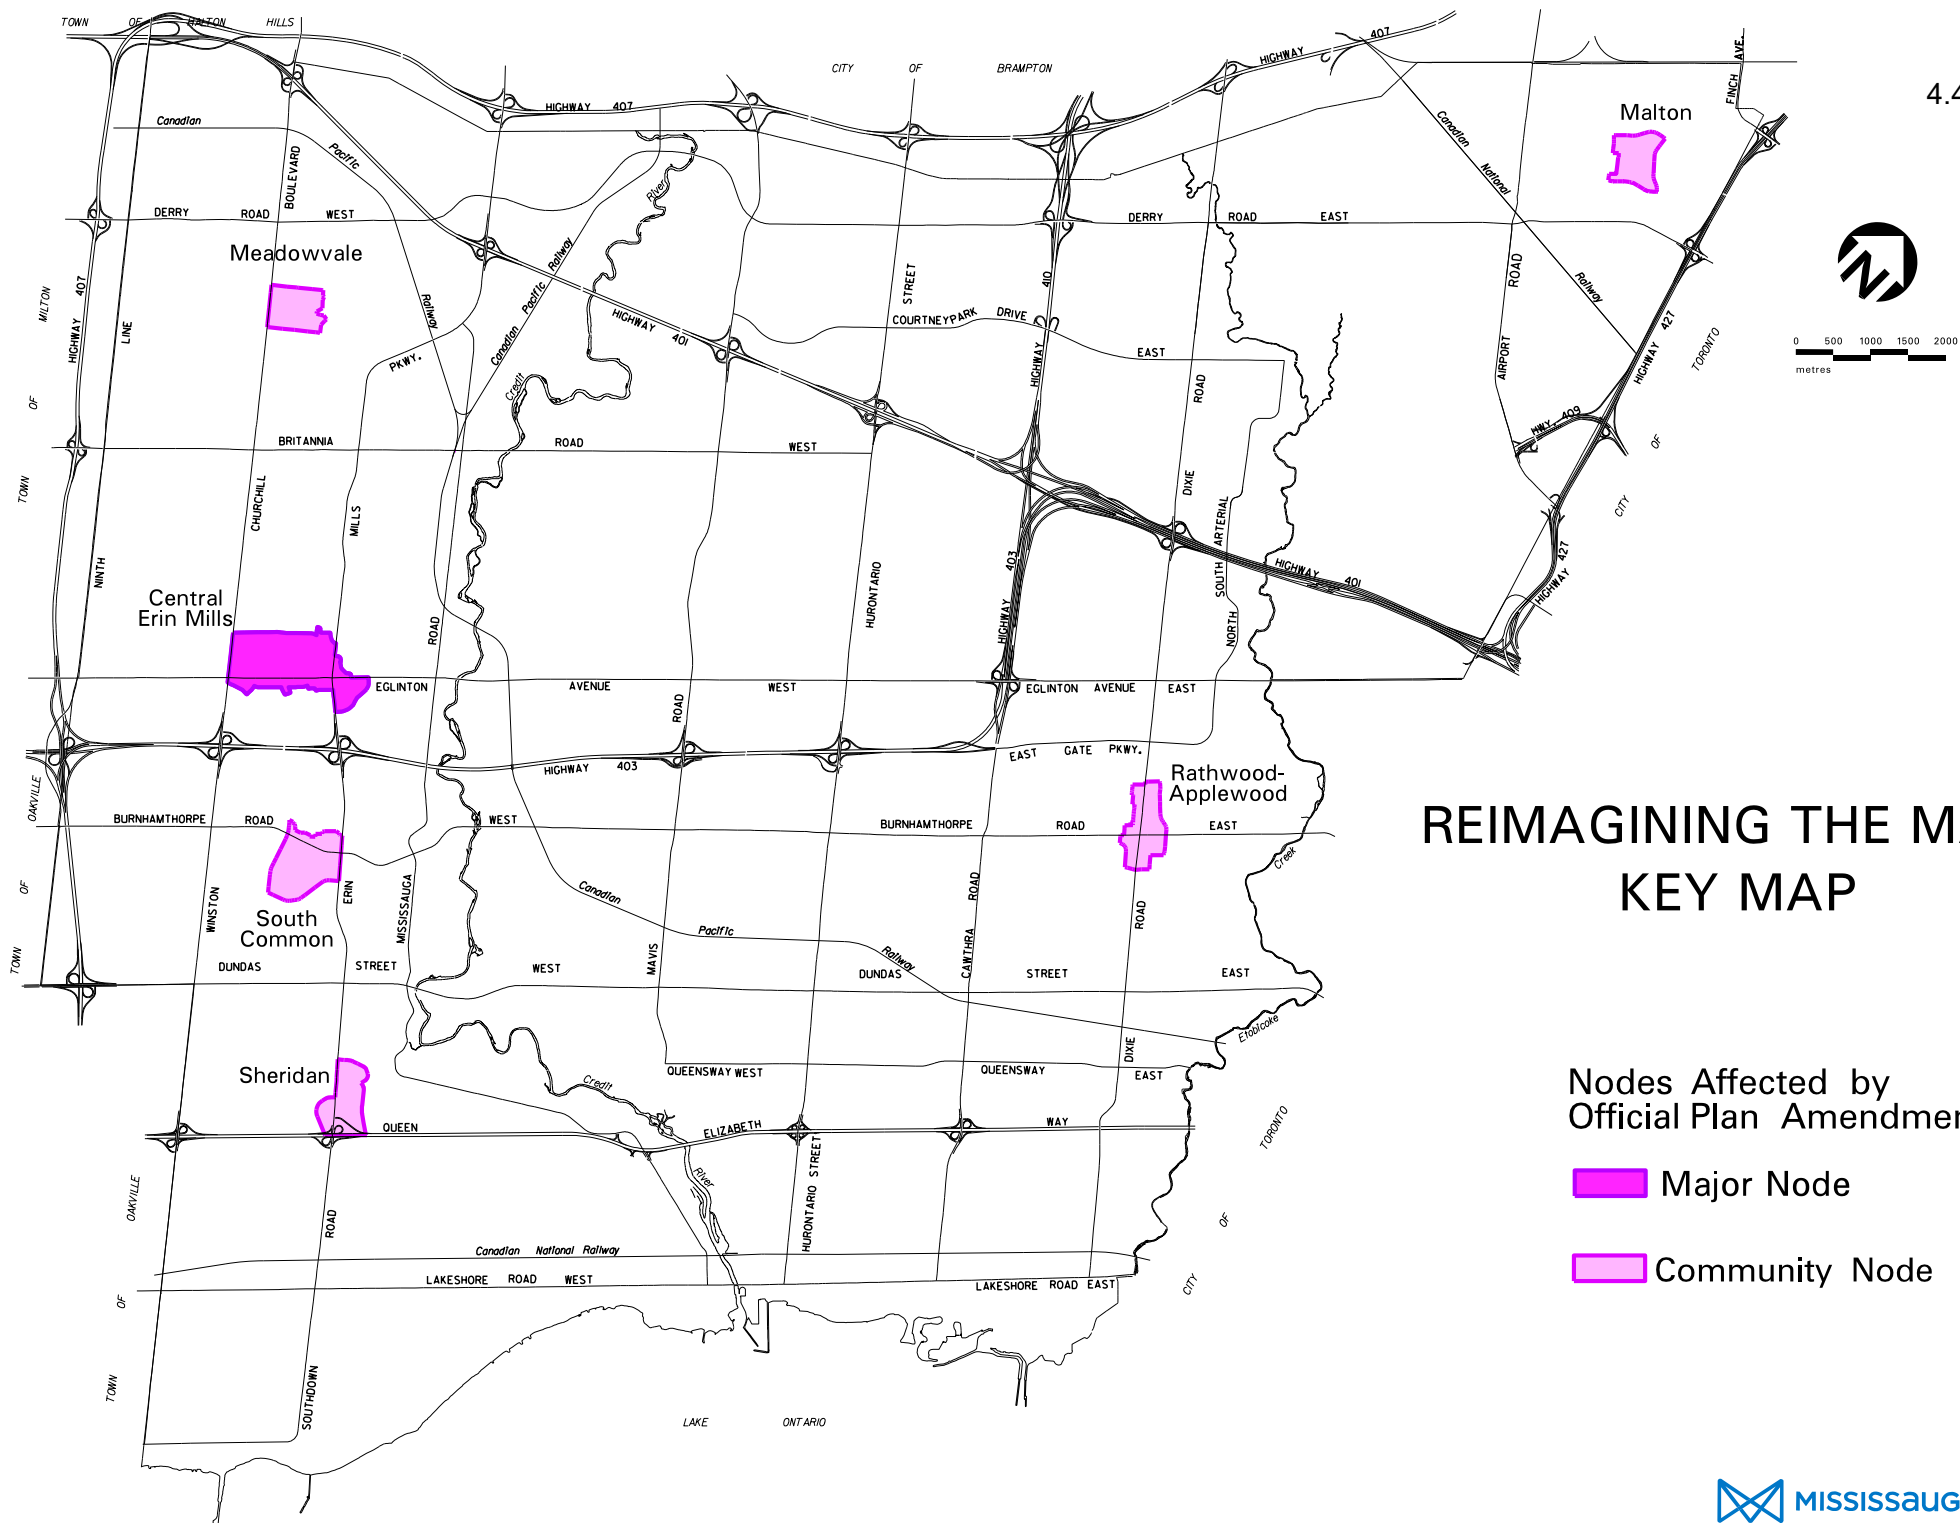 TOWN OF HALTON HILLS
CITY OF BRAMPTON
HIGHWAY 407
HIGHWAY 407
FINCH AVE.
4.4
Malton
Canadian Pacific Railway
BOULEVARD
River
Canadian National Railway
DERRY ROAD WEST
DERRY ROAD EAST
Meadowvale
HIGHWAY 407
LINE
TOWN OF MILTON
Canadian Pacific Railway
HIGHWAY 401
STREET
COURTNEYPARK DRIVE EAST
410
HIGHWAY
ROAD
AIRPORT ROAD
HIGHWAY 427
CITY OF TORONTO
0 500 1000 1500 2000
metres
N
PKWY.
Credit
HWY. 409
BRITANNIA ROAD WEST
CHURCHILL
MILLS
DIXIE
SOUTH ARTERIAL
NORTH
NINTH
Central
Erin Mills
ROAD
HURONTARIO
403
HIGHWAY
HIGHWAY 401
HIGHWAY 427
EGLINTON AVENUE WEST
EGLINTON AVENUE EAST
ROAD
HIGHWAY 403
EAST GATE PKWY.
Rathwood-
Applewood
TOWN OF OAKVILLE
BURNHAMTHORPE ROAD WEST
BURNHAMTHORPE ROAD EAST
REIMAGINING THE MA
KEY MAP
Creek
WINSTON
ERIN
MISSISSAUGA
South
Common
Canadian Pacific Railway
MAVIS
CAWTHRA ROAD
ROAD
DUNDAS STREET WEST
DUNDAS STREET EAST
Etobicoke
DIXIE
Sheridan
QUEENSWAY WEST
QUEENSWAY EAST
Credit
Nodes Affected by
Official Plan Amendmen
QUEEN ELIZABETH WAY
HURONTARIO STREET
River
CITY OF TORONTO
Major Node
TOWN OF OAKVILLE
ROAD
Canadian National Railway
LAKESHORE ROAD WEST
LAKESHORE ROAD EAST
Community Node
SOUTHDOWN
LAKE ONTARIO
MISSISSAUG